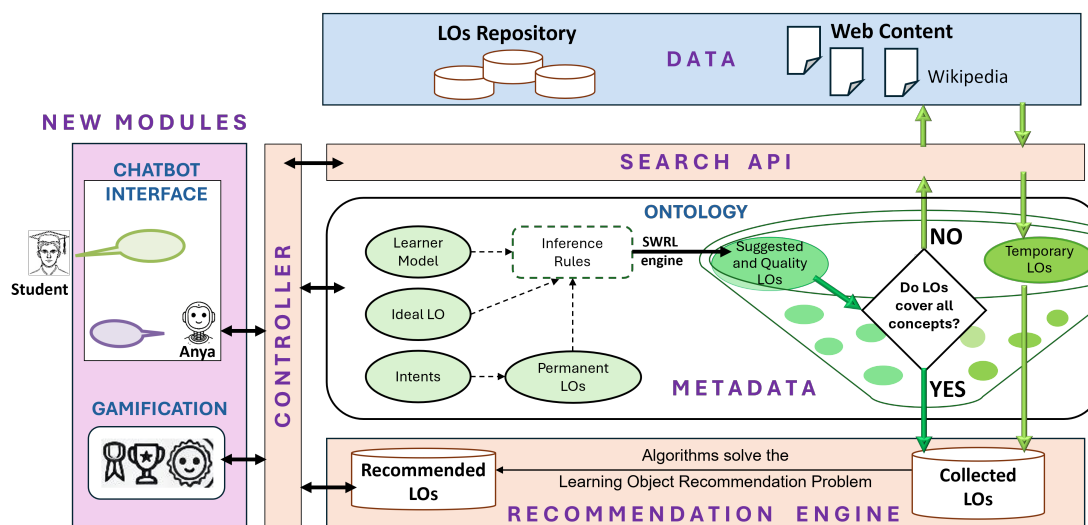 LOs Repository
DATA
Web Content
Wikipedia
NEW MODULES
CHATBOT
INTERFACE
Student
Anya
GAMIFICATION
CONTROLLER
SEARCH API
ONTOLOGY
Learner
Model
Ideal LO
Intents
Inference
Rules
Permanent
LOs
SWRL
engine
Suggested
and Quality
LOs
NO
Do LOs
cover all
concepts?
YES
Temporary
LOs
METADATA
Recommended
LOs
Algorithms solve the
Learning Object Recommendation Problem
Collected
LOs
RECOMMENDATION ENGINE